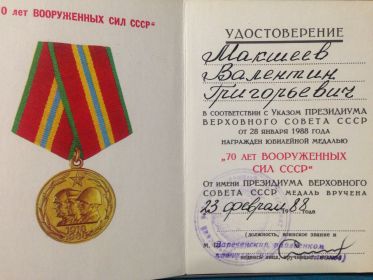 70 лет ВООРУЖЕННЫХ СИЛ СССР“
1918
1988
УДОСТОВЕРЕНИЕ
Макшеев
Валентин
Григорьевич
В СООТВЕТСТВИИ С УКАЗОМ ПРЕЗИДИУМА
ВЕРХОВНОГО СОВЕТА СССР
ОТ 28 ЯНВАРЯ 1988 ГОДА
НАГРАЖДЕН ЮБИЛЕЙНОЙ МЕДАЛЬЮ
„70 ЛЕТ ВООРУЖЕННЫХ
СИЛ СССР“
ОТ ИМЕНИ ПРЕЗИДИУМА ВЕРХОВНОГО
СОВЕТА СССР МЕДАЛЬ ВРУЧЕНА
23 февраля 88 года
(должность, воинское звание и
М.